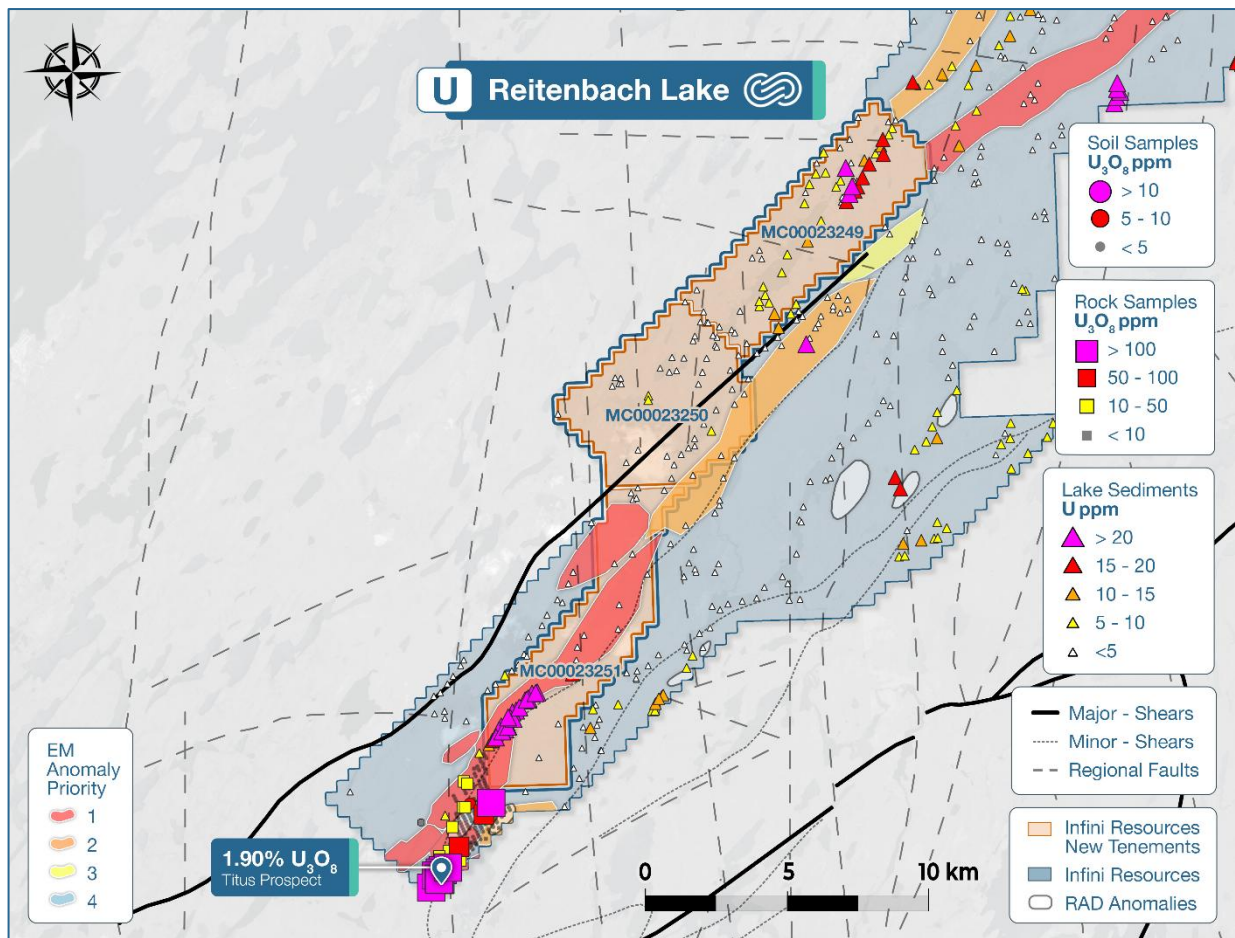 U Reitenbach Lake
Soil Samples
U₃O₈ ppm
> 10
5 - 10
< 5
MC00023249
Rock Samples
U₃O₈ ppm
> 100
50 - 100
10 - 50
< 10
MC00023250
Lake Sediments
U ppm
> 20
15 - 20
10 - 15
5 - 10
<5
MC00023251
Major - Shears
Minor - Shears
Regional Faults
EM
Anomaly
Priority
1
2
3
4
1.90% U₃O₈
Titus Prospect
0 5 10 km
Infini Resources
New Tenements
Infini Resources
RAD Anomalies